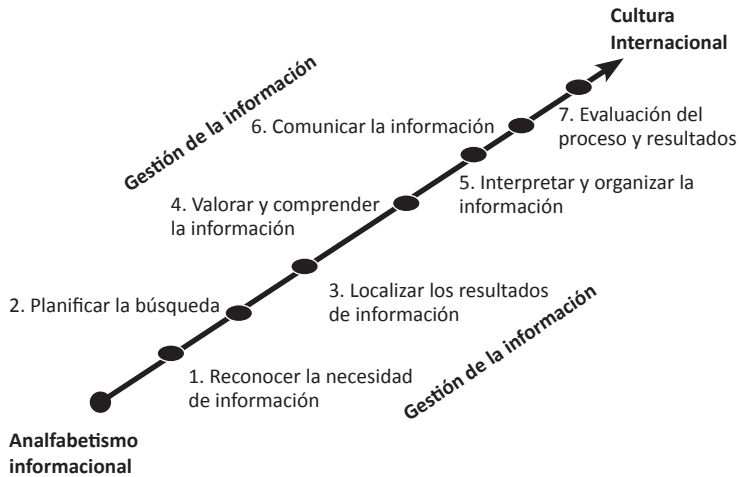 Cultura
Internacional
Gestión de la información
6. Comunicar la información
7. Evaluación del
proceso y resultados
4. Valorar y comprender
la información
5. Interpretar y organizar la
información
2. Planificar la búsqueda
3. Localizar los resultados
de información
Gestión de la información
1. Reconocer la necesidad
de información
Analfabetismo
informacional